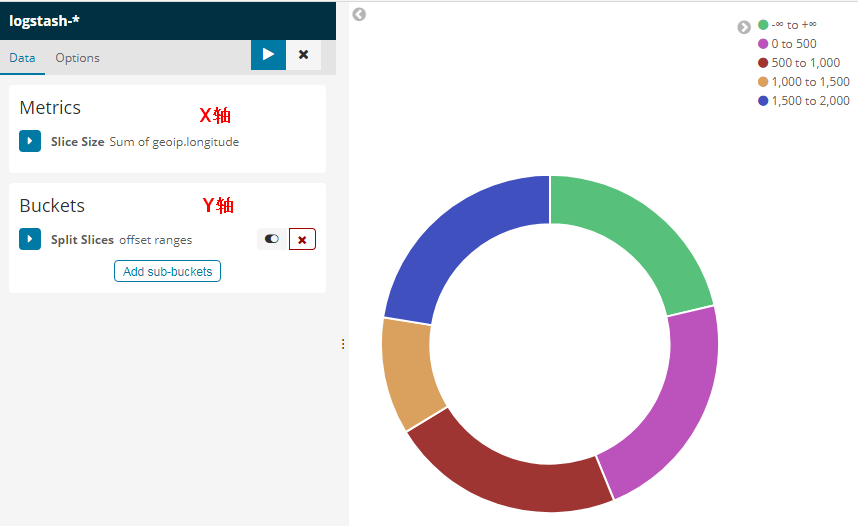 logstash-*
Data Options
Metrics
X轴
Slice Size Sum of geoip.longitude
Buckets
Y轴
Split Slices offset ranges
Add sub-buckets
-∞ to +∞
0 to 500
500 to 1,000
1,000 to 1,500
1,500 to 2,000